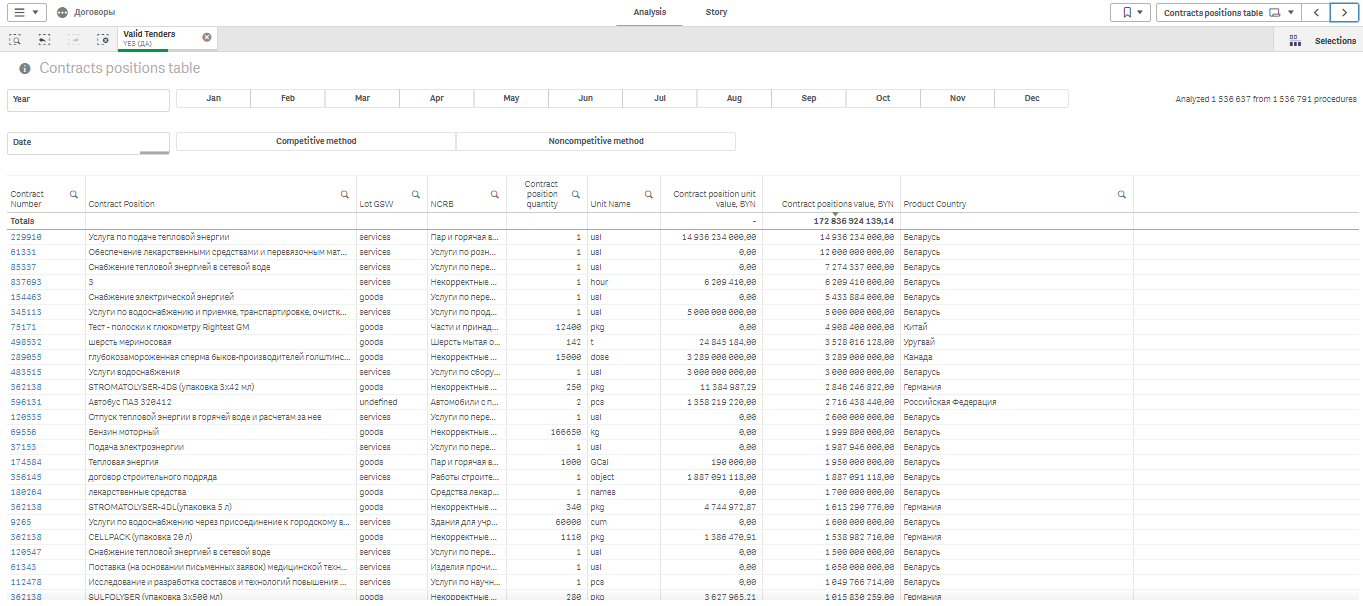 Договоры
Analysis
Story
Contracts positions table
Valid Tenders
YES (ДА)
Selections
Contracts positions table
Year
Jan Feb Mar Apr May Jun Jul Aug Sep Oct Nov Dec
Analyzed 1 536 637 from 1 536 791 procedures
Date
Competitive method
Noncompetitive method
Contract Number | Contract Position | Lot GSW | NCRB | Contract position quantity | Unit Name | Contract position unit value, BYN | Contract positions value, BYN | Product Country
Totals - 172 836 924 139,14
229910 Услуга по подаче тепловой энергии services Пар и горячая в... 1 usl 14 936 234 000,00 14 936 234 000,00 Беларусь
61331 Обеспечение лекарственными средствами и перевязочным мат... services Услуги по розн... 1 usl 0,00 12 000 000 000,00 Беларусь
85337 Снабжение тепловой энергией в сетевой воде services Услуги по пере... 1 usl 0,00 7 274 337 000,00 Беларусь
837693 3 services Некорректные ... 1 hour 6 209 410,00 6 209 410 000,00 Беларусь
154463 Снабжение электрической энергией goods Услуги по пере... 1 usl 0,00 5 433 884 000,00 Беларусь
345113 Услуги по водоснабжению и приемке, транспартировке, очистк... services Услуги по прод... 1 usl 5 000 000 000,00 5 000 000 000,00 Беларусь
75171 Тест - полоски к глюкометру Rightest GM goods Части и принад... 12400 pkg 0,00 4 908 400 000,00 Китай
498532 шерсть мериносовая goods Шерсть мытая о... 142 t 24 845 184,00 3 528 016 128,00 Уругвай
289055 глубокозамороженная сперма быков-производителей голштинс... goods Некорректные ... 15000 dose 3 289 000 000,00 3 289 000 000,00 Канада
483515 Услуги водоснабжения services Услуги по сбору... 1 usl 3 000 000 000,00 3 000 000 000,00 Беларусь
362138 STROMATOLYSER-4DS (упаковка 3х42 мл) goods Некорректные ... 250 pkg 11 384 987,29 2 846 246 822,00 Германия
596131 Автобус ПАЗ 320412 undefined Автомобили с п... 2 pcs 1 358 219 220,00 2 716 438 440,00 Российская Федерация
120535 Отпуск тепловой энергии в горячей воде и расчетам за нее services Услуги по пере... 1 usl 0,00 2 600 000 000,00 Беларусь
69556 Бензин моторный goods Некорректные ... 166650 kg 0,00 1 999 800 000,00 Беларусь
37153 Подача электроэнергии services Услуги по пере... 1 usl 0,00 1 987 946 000,00 Беларусь
174584 Тепловая энергия goods Пар и горячая в... 1000 GCal 190 000,00 1 950 000 000,00 Беларусь
356145 договор строительного подряда services Работы строите... 1 object 1 887 091 118,00 1 887 091 118,00 Беларусь
180264 лекарственные средства goods Средства лекар... 1 names 0,00 1 700 000 000,00 Беларусь
362138 STROMATOLYSER-4DL(упаковка 5 л) goods Некорректные ... 340 pkg 4 744 972,87 1 613 290 776,00 Германия
9265 Услуги по водоснабжению через присоединение к городскому в... services Здания для учр... 60000 cum 0,00 1 600 000 000,00 Беларусь
362138 CELLPACK (упаковка 20 л) goods Некорректные ... 1110 pkg 1 386 470,91 1 538 982 710,00 Германия
120547 Снабжение тепловой энергией в сетевой воде services Услуги по пере... 1 usl 0,00 1 500 000 000,00 Беларусь
61343 Поставка (на основании письменных заявок) медицинской техн... services Изделия прочи... 1 usl 0,00 1 050 000 000,00 Беларусь
112478 Исследование и разработка составов и технологий повышения ... services Услуги по научн... 1 pcs 0,00 1 049 766 714,00 Беларусь
362138 SULFOLYSER (упаковка 3х500 мл) goods Некорректные ... 280 pkg 3 627 965,21 1 015 830 259,00 Германия